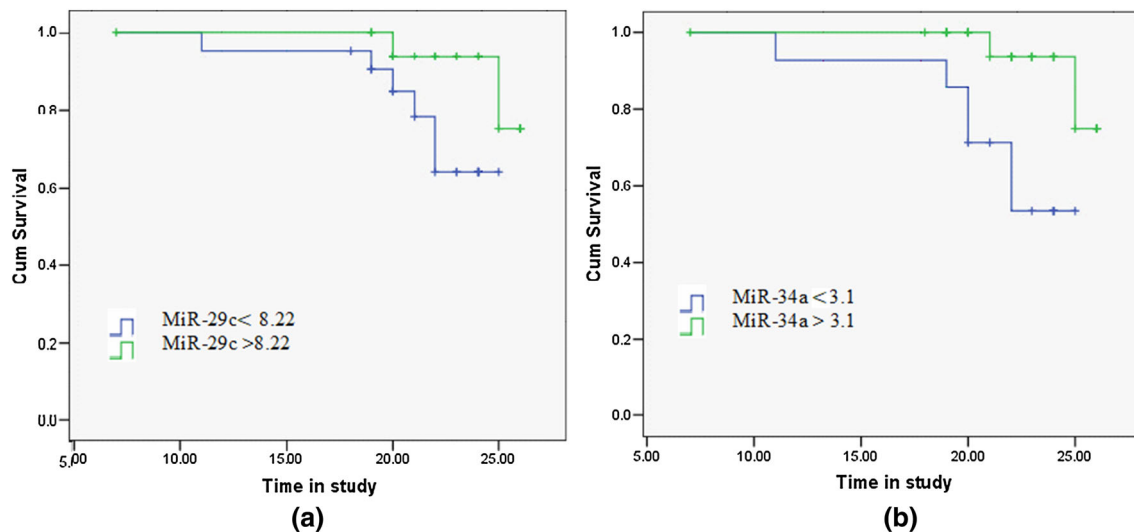 1.0
0.8
0.6
0.4
0.2
0.0
Cum Survival
MiR-29c< 8.22
MiR-29c >8.22
5.00 10.00 15.00 20.00 25.00
Time in study
(a)
1.0
0.8
0.6
0.4
0.2
0.0
Cum Survival
MiR-34a <3.1
MiR-34a > 3.1
5.00 10.00 15.00 20.00 25.00
Time in study
(b)